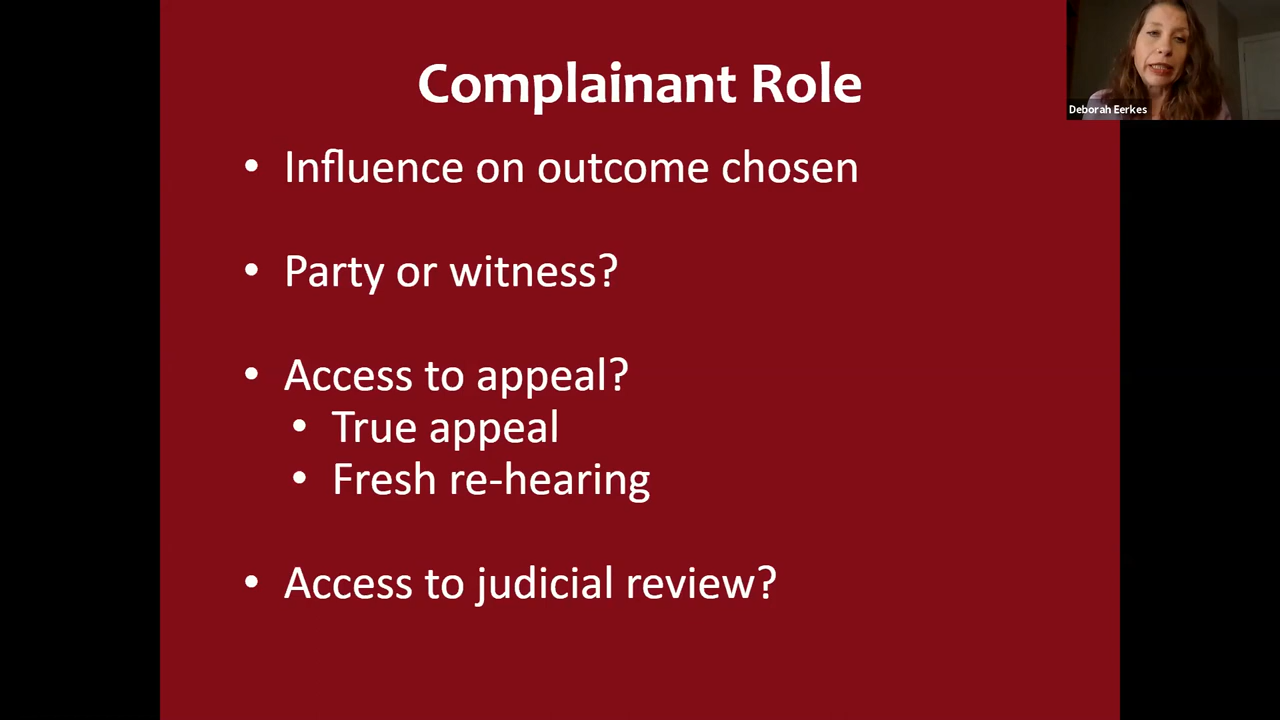 Complainant Role
Deborah Eerkes
• Influence on outcome chosen
• Party or witness?
• Access to appeal?
• True appeal
• Fresh re-hearing
• Access to judicial review?